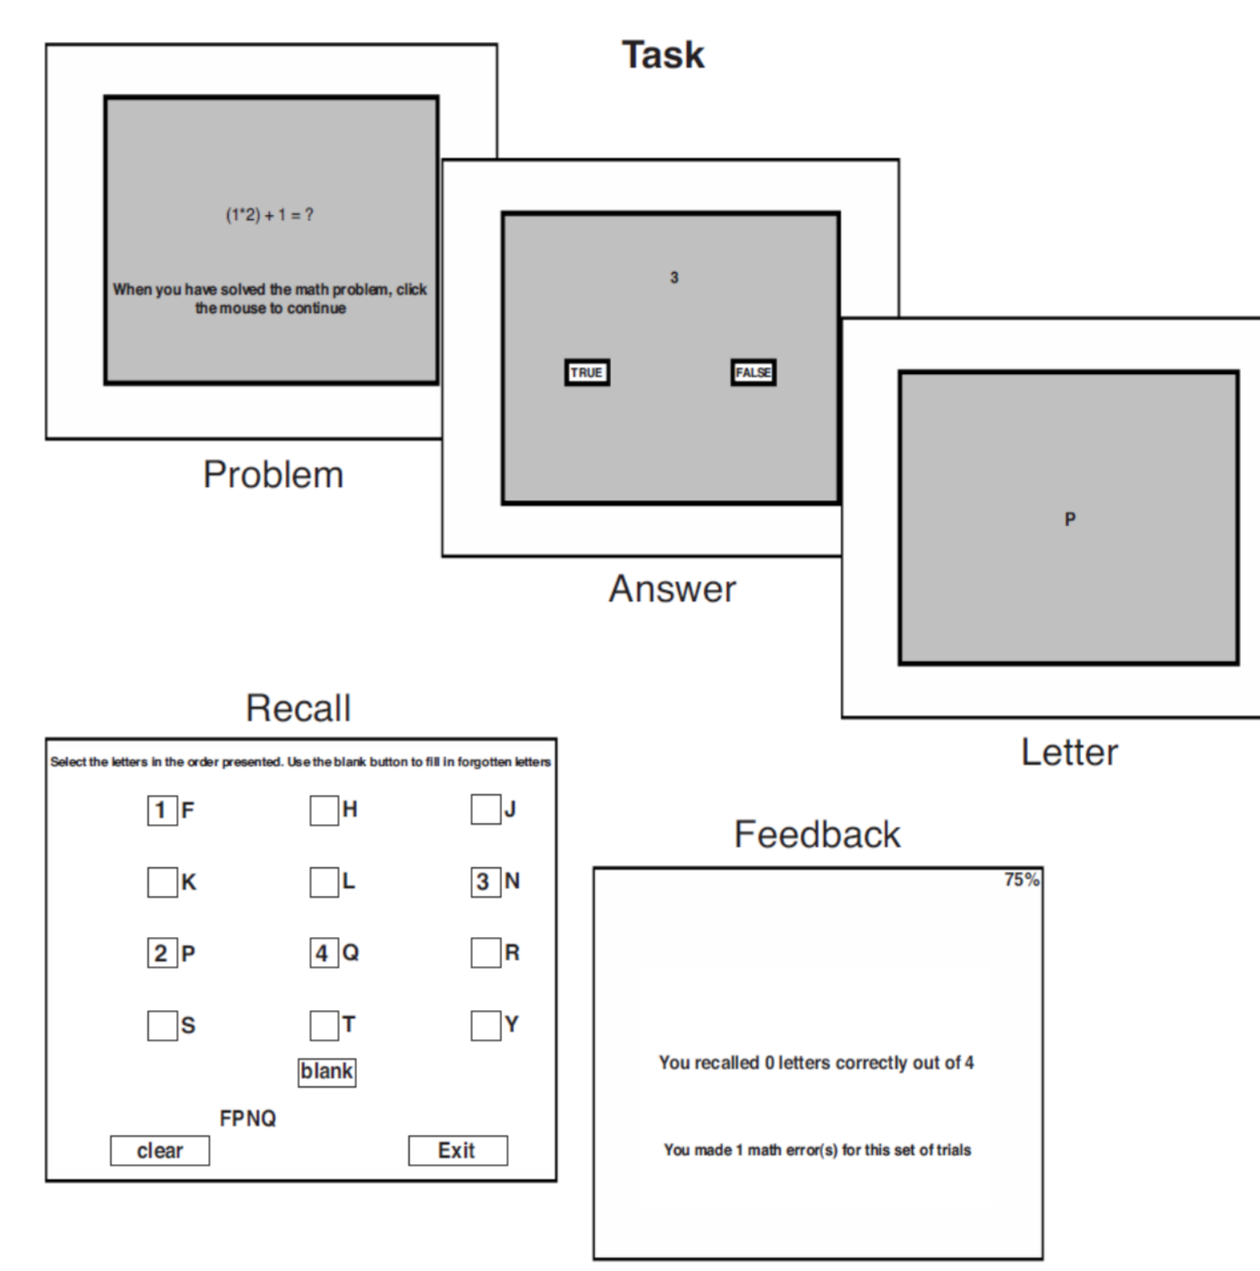 Task
(1*2) + 1 = ?
When you have solved the math problem, click
the mouse to continue
Problem
3
TRUE FALSE
Answer
P
Letter
Recall
Select the letters in the order presented. Use the blank button to fill in forgotten letters
1 F H J
K L 3 N
2 P 4 Q R
S T Y
blank
FPNQ
clear Exit
Feedback
75%
You recalled 0 letters correctly out of 4
You made 1 math error(s) for this set of trials